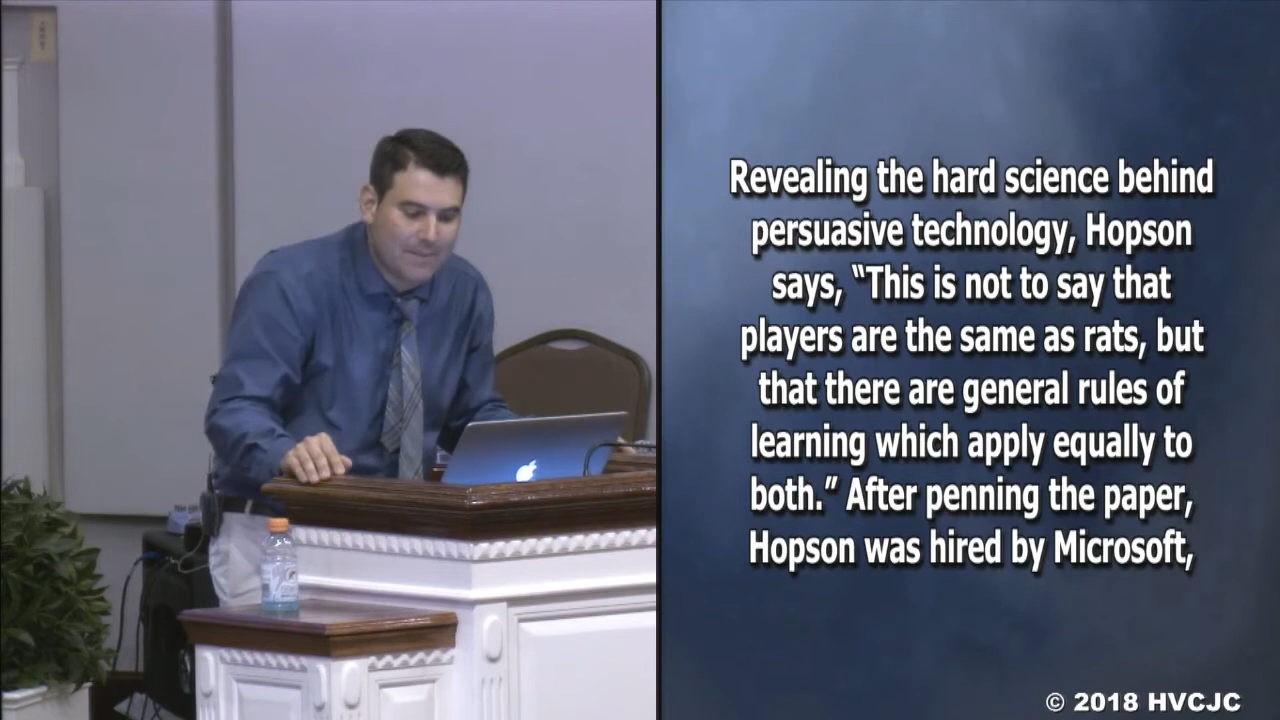 Revealing the hard science behind
persuasive technology, Hopson
says, “This is not to say that
players are the same as rats, but
that there are general rules of
learning which apply equally to
both.” After penning the paper,
Hopson was hired by Microsoft,
© 2018 HVCJC